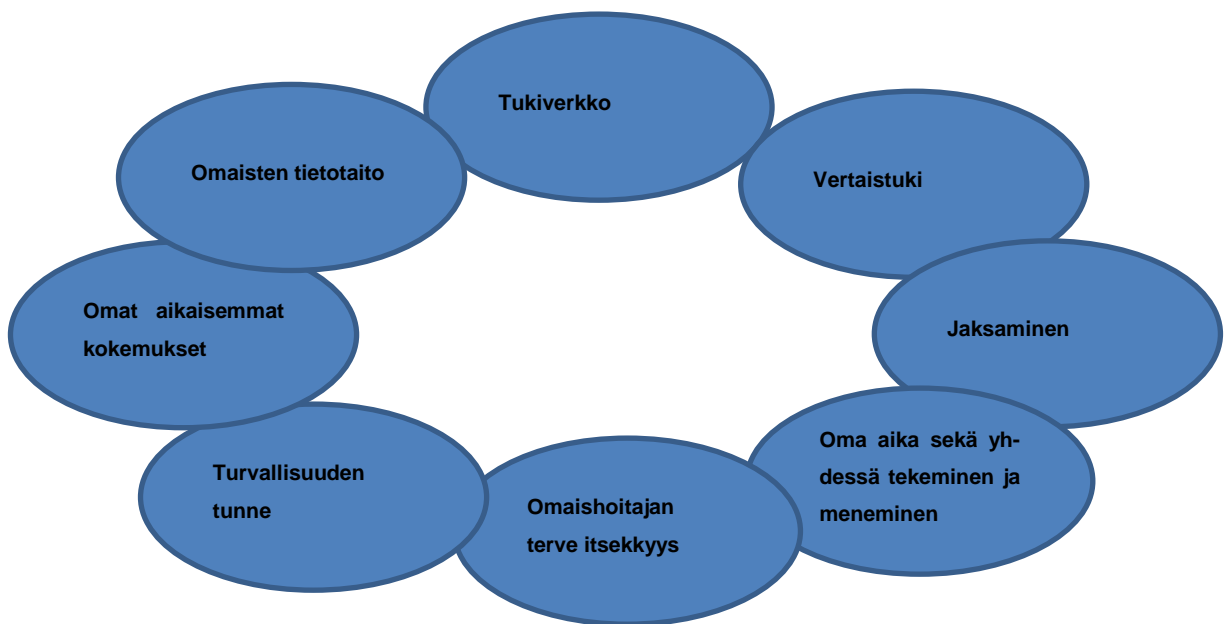 Tukiverkko
Omaisten tietotaito
Vertaistuki
Omat aikaisemmat
kokemukset
Jaksaminen
Oma aika sekä yh-
dessä tekeminen ja
meneminen
Turvallisuuden
tunne
Omaishoitajan
terve itsekkyys